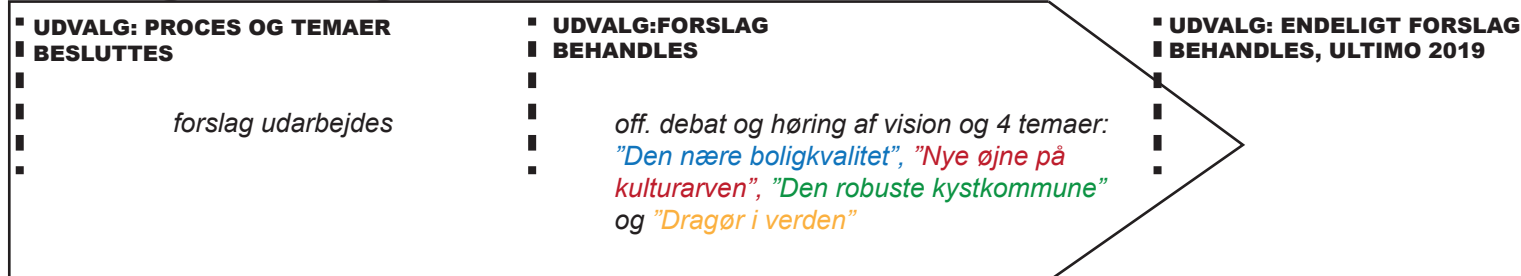 UDVALG: PROCES OG TEMAER
BESLUTTES
forslag udarbejdes
UDVALG:FORSLAG
BEHANDLES
off. debat og høring af vision og 4 temaer:
”Den nære boligkvalitet”, ”Nye øjne på
kulturarven”, ”Den robuste kystkommune”
og ”Dragør i verden”
UDVALG: ENDELIGT FORSLAG
BEHANDLES, ULTIMO 2019